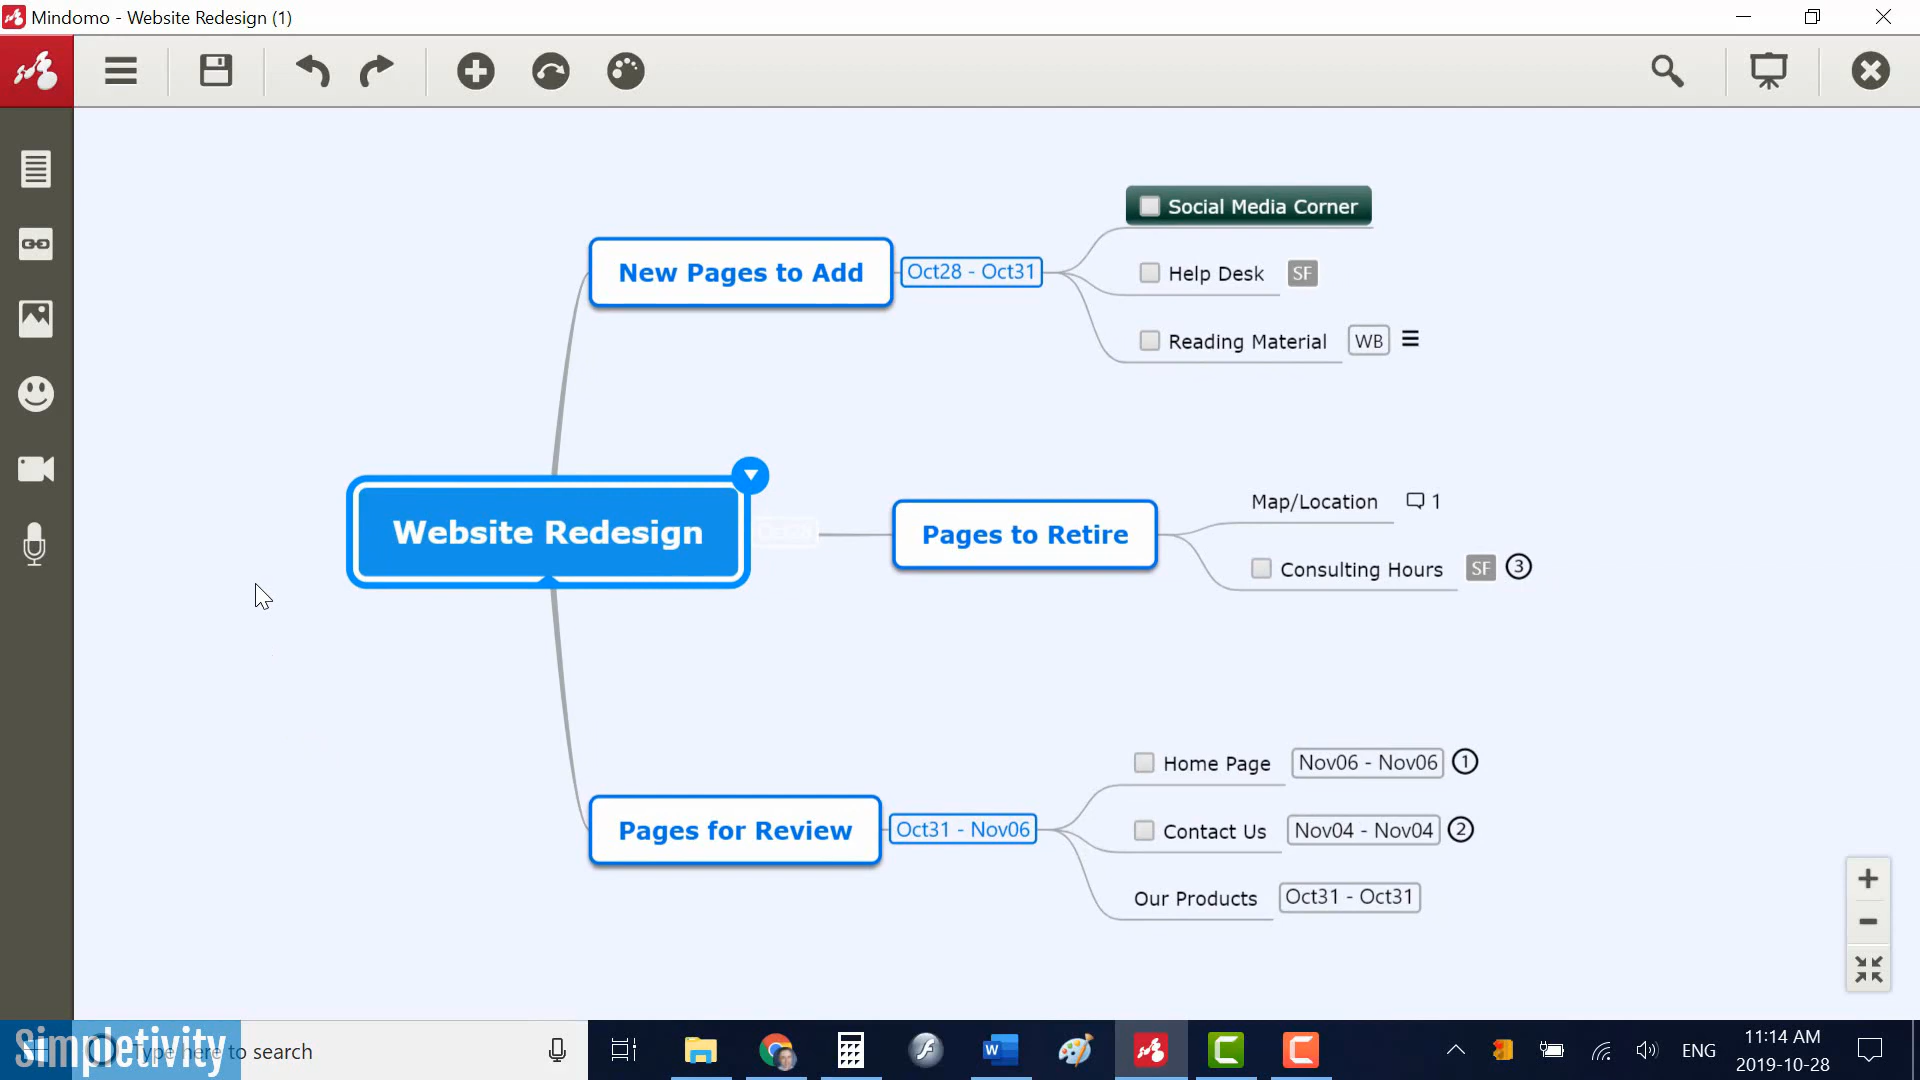 Mindomo - Website Redesign (1)
Social Media Corner
New Pages to Add
Oct28 - Oct31
Help Desk
SF
Reading Material
WB
Website Redesign
Pages to Retire
Map/Location
1
Consulting Hours
SF
3
Pages for Review
Oct31 - Nov06
Home Page
Nov06 - Nov06
1
Contact Us
Nov04 - Nov04
2
Our Products
Oct31 - Oct31
Simpletivity
Type here to search
ENG
11:14 AM
2019-10-28